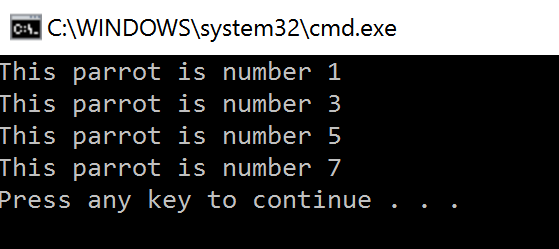 C:\WINDOWS\system32\cmd.exe
This parrot is number 1
This parrot is number 3
This parrot is number 5
This parrot is number 7
Press any key to continue . . .